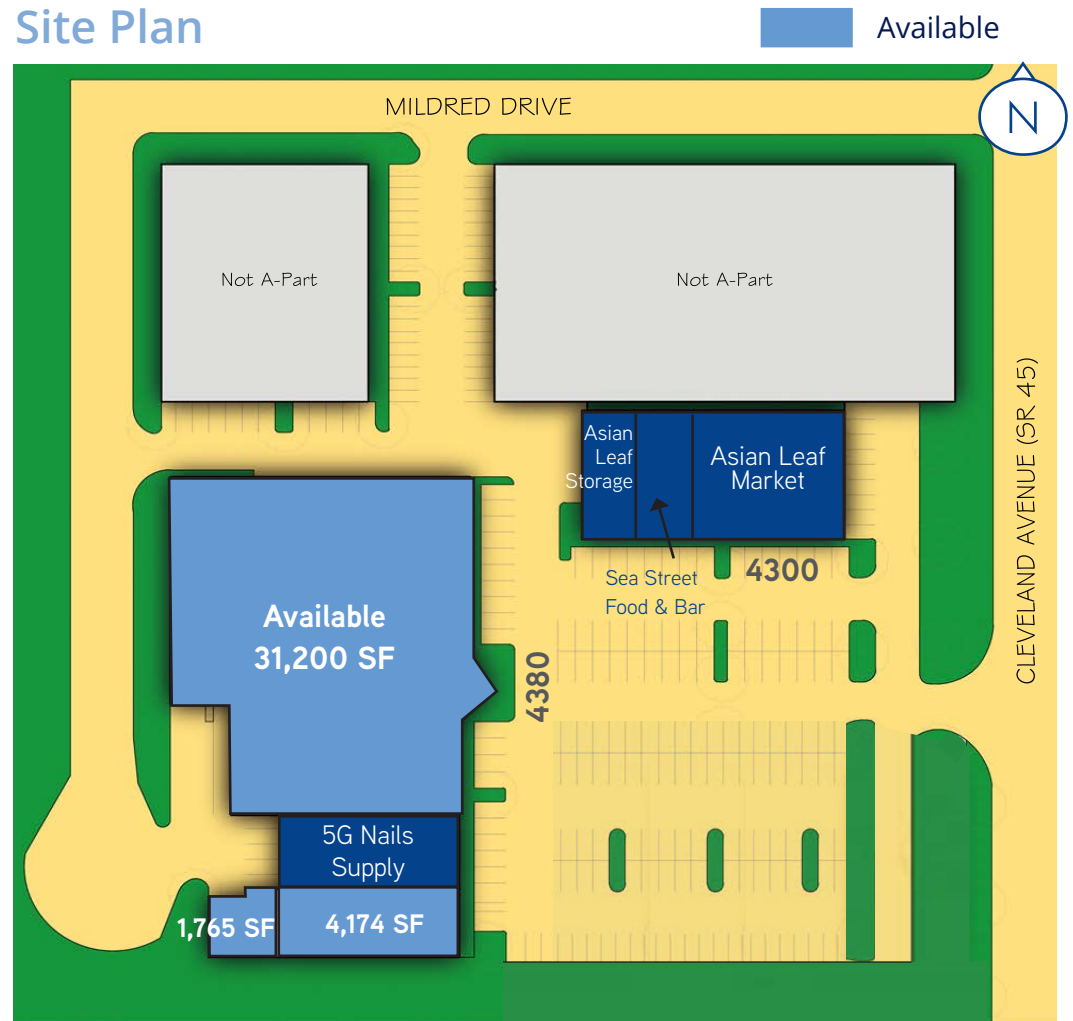 Site Plan
Available
MILDRED DRIVE
N
Not A-Part
Not A-Part
CLEVELAND AVENUE (SR 45)
Asian
Leaf
Storage
Asian Leaf
Market
Sea Street
Food & Bar
4300
Available
31,200 SF
4380
5G Nails
Supply
1,765 SF
4,174 SF